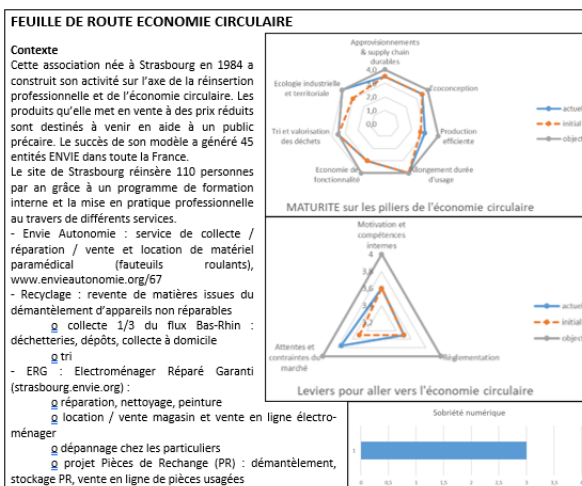 FEUILLE DE ROUTE ECONOMIE CIRCULAIRE
Contexte
Cette association née à Strasbourg en 1984 a
construit son activité sur l'axe de la réinsertion
professionnelle et de l'économie circulaire. Les
produits qu'elle met en vente à des prix réduits
sont destinés à venir en aide à un public
précaire. Le succès de son modèle a généré 45
entités ENVIE dans toute la France.
Le site de Strasbourg réinsère 110 personnes
par an grâce à un programme de formation
interne et la mise en pratique professionnelle
au travers de différents services.
- Envie Autonomie : service de collecte /
réparation / vente et location de matériel
paramédical (fauteuils roulants),
www.envieautonomie.org/67
- Recyclage : revente de matières issues du
démantèlement d'appareils non réparables
o collecte 1/3 du flux Bas-Rhin :
déchetteries, dépôts, collecte à domicile
o tri
- ERG : Electroménager Réparé Garanti
(strasbourg.envie.org) :
o réparation, nettoyage, peinture
o location / vente magasin et vente en ligne électro-
ménager
o dépannage chez les particuliers
o projet Pièces de Rechange (PR) : démantèlement,
stockage PR, vente en ligne de pièces usagées
Approvisionnements
& supply chain
durables
4,0
3,0
2,0
1,0
0,0
Ecoconception
Production
efficiente
Allongement durée
d'usage
Economie de
fonctionnalité
Tri et valorisation
des déchets
Ecologie industrielle
et territoriale
actuel
initial
object
MATURITE sur les piliers de l'économie circulaire
Motivation et
compétences
internes
4
3,8
3,6
3,4
3,2
Réglementation
Attentes et
contraintes du
marché
actuel
initial
object
Leviers pour aller vers l'économie circulaire
Sobriété numérique
1
0 0,5 1 1,5 2 2,5 3 3,5 4